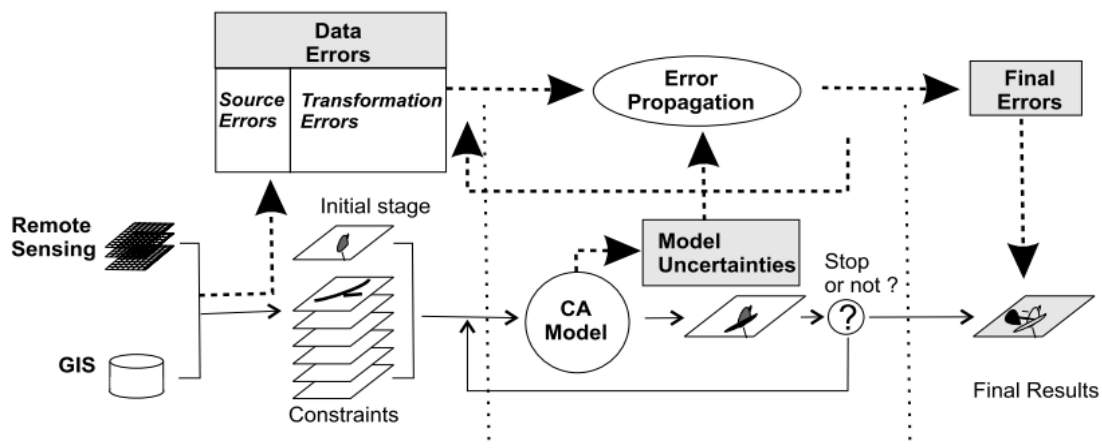 Data
Errors
Source
Errors
Transformation
Errors
Error
Propagation
Final
Errors
Remote
Sensing
Initial stage
Model
Uncertainties
Stop
or not ?
CA
Model
?
GIS
Constraints
Final Results